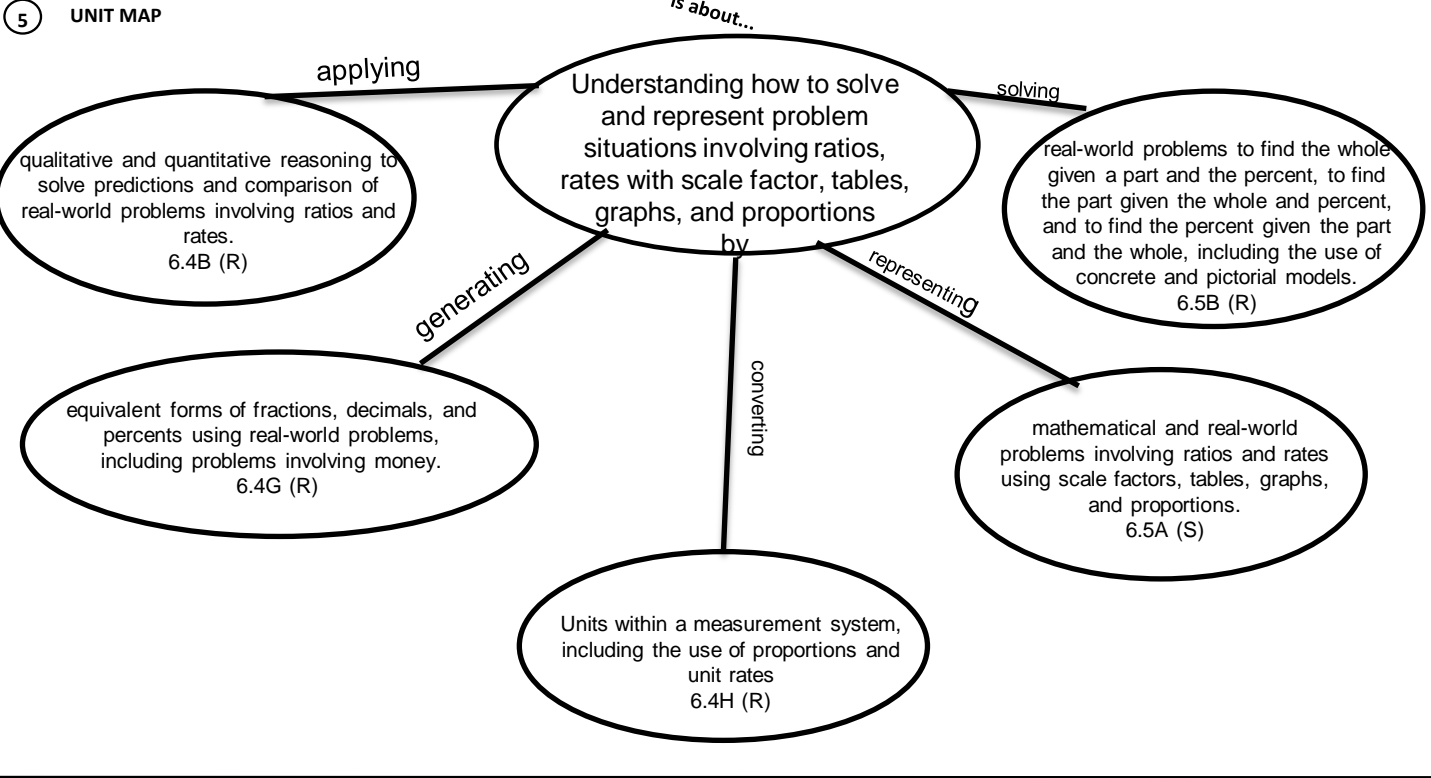 5
UNIT MAP
is about...
applying
Understanding how to solve
and represent problem
situations involving ratios,
rates with scale factor, tables,
graphs, and proportions
by
solving
qualitative and quantitative reasoning to
solve predictions and comparison of
real-world problems involving ratios and
rates.
6.4B (R)
real-world problems to find the whole
given a part and the percent, to find
the part given the whole and percent,
and to find the percent given the part
and the whole, including the use of
concrete and pictorial models.
6.5B (R)
generating
representing
converting
equivalent forms of fractions, decimals, and
percents using real-world problems,
including problems involving money.
6.4G (R)
mathematical and real-world
problems involving ratios and rates
using scale factors, tables, graphs,
and proportions.
6.5A (S)
Units within a measurement system,
including the use of proportions and
unit rates
6.4H (R)